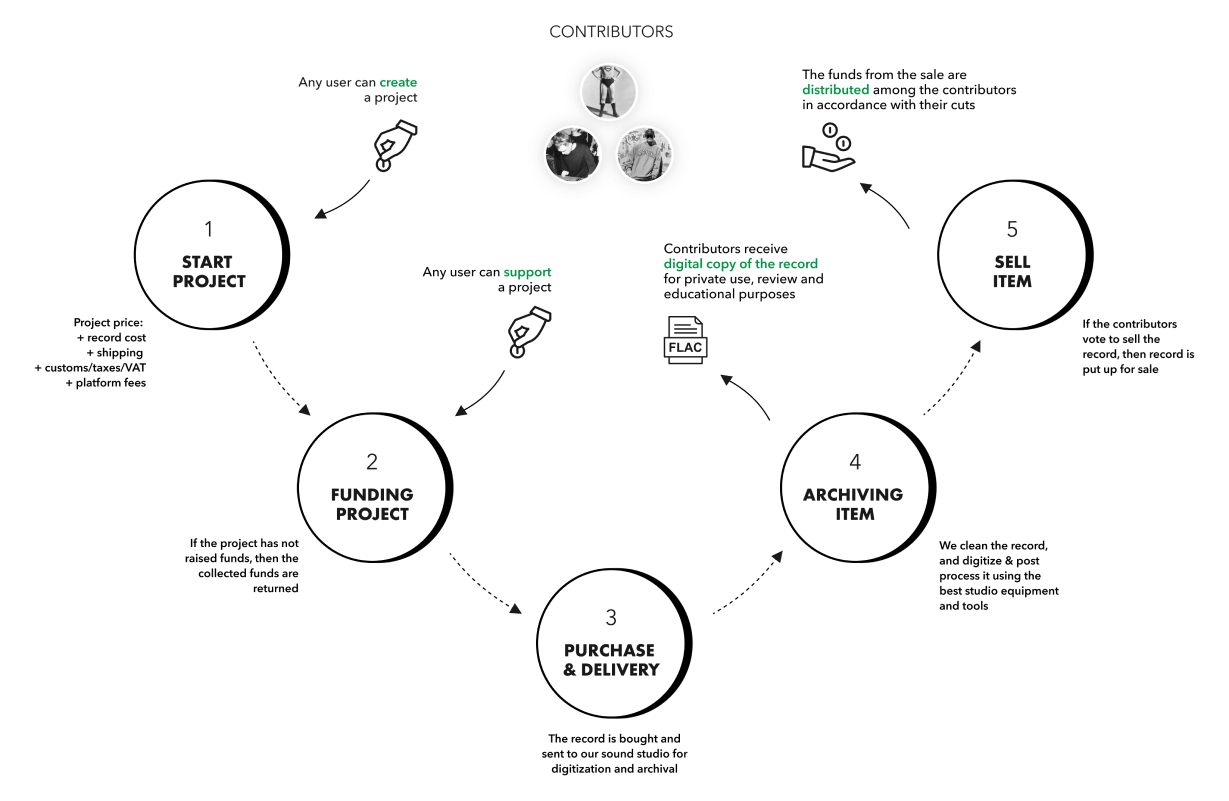 CONTRIBUTORS
Any user can create
a project
1
START
PROJECT
Project price:
+ record cost
+ shipping
+ customs/taxes/VAT
+ platform fees
Any user can support
a project
2
FUNDING
PROJECT
If the project has not
raised funds, then the
collected funds are
returned
3
PURCHASE
& DELIVERY
The record is bought and
sent to our sound studio for
digitization and archival
Contributors receive
digital copy of the record
for private use, review and
educational purposes
FLAC
4
ARCHIVING
ITEM
We clean the record,
and digitize & post
process it using the
best studio equipment
and tools
The funds from the sale are
distributed among the contributors
in accordance with their cuts
5
SELL
ITEM
If the contributors
vote to sell the
record, then record is
put up for sale